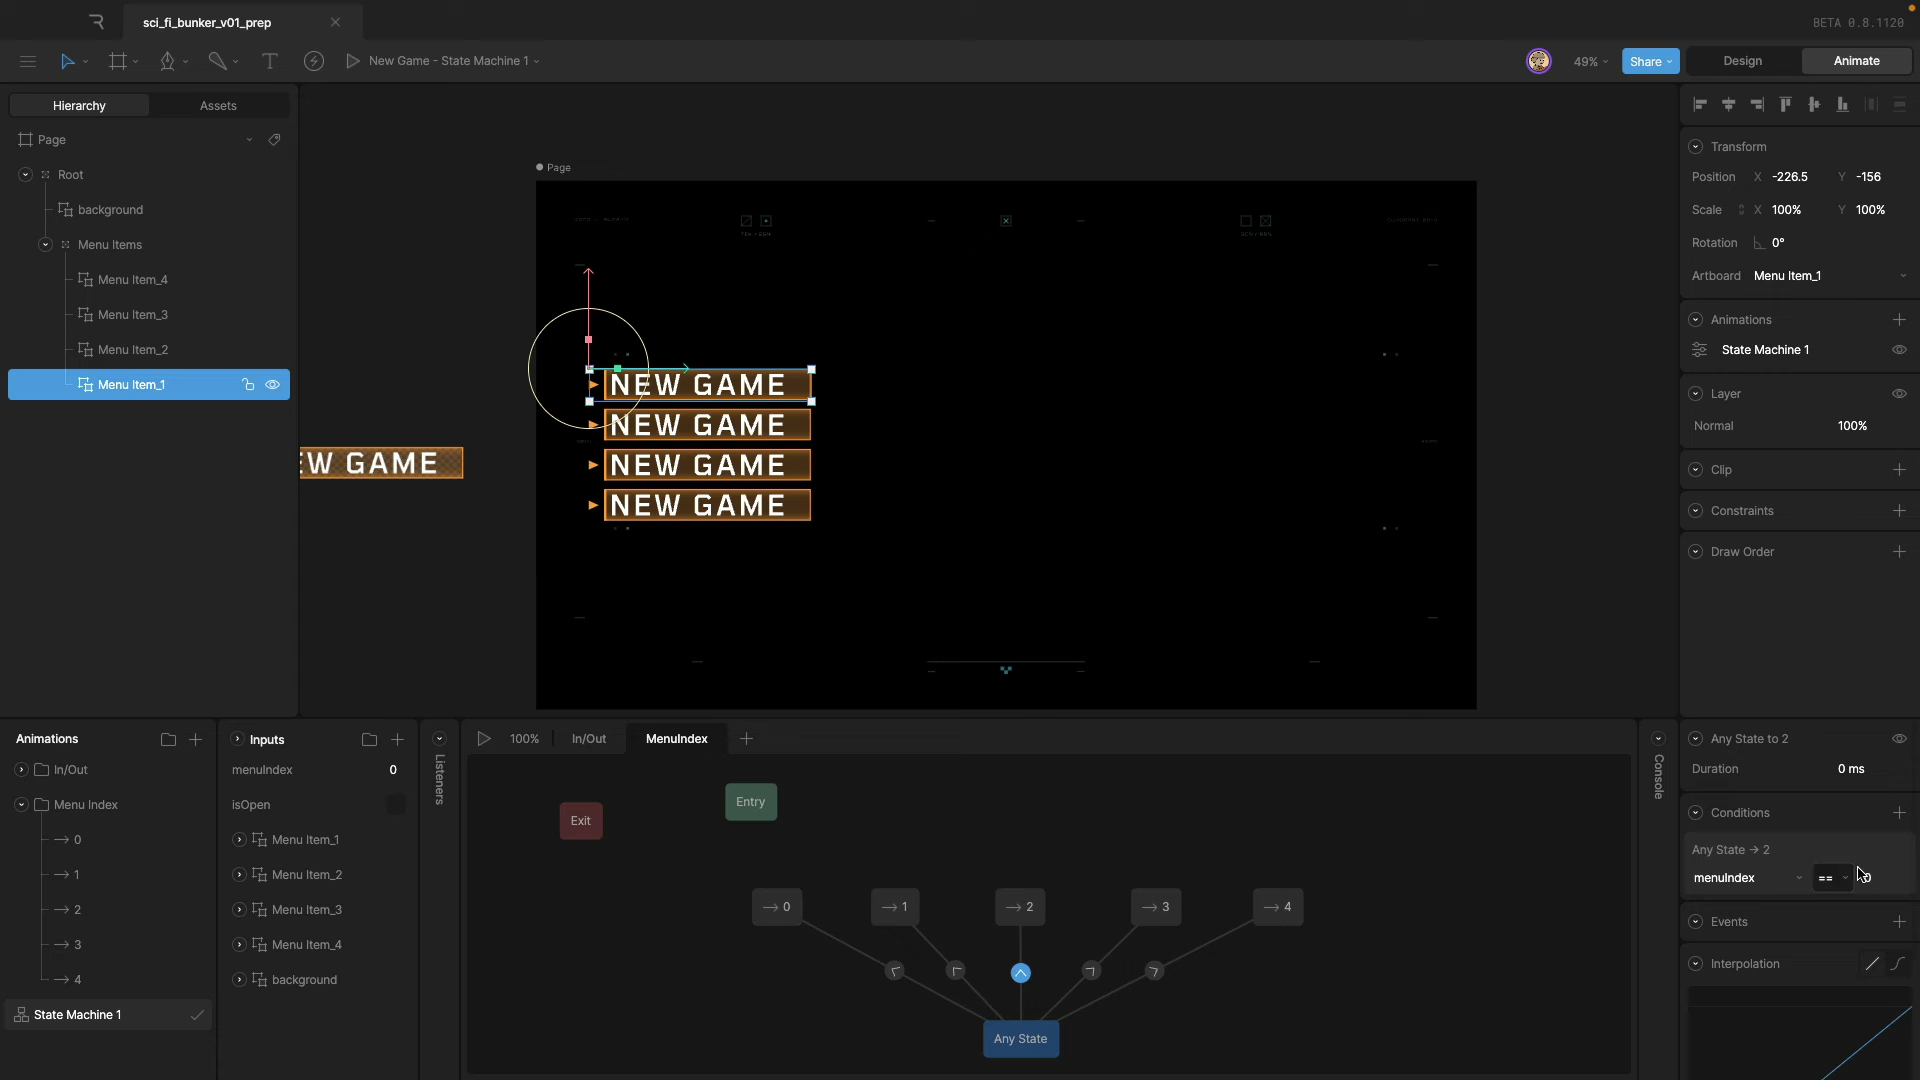 sci_fi_bunker_v01_prep
BETA 0.8.1120
New Game - State Machine 1
49%
Share
Design
Animate
Hierarchy
Assets
Page
Root
background
Menu Items
Menu Item_4
Menu Item_3
Menu Item_2
Menu Item_1
Page
NEW GAME
NEW GAME
NEW GAME
NEW GAME
EW GAME
Transform
Position X -226.5 Y -156
Scale X 100% Y 100%
Rotation 0°
Artboard Menu Item_1
Animations
State Machine 1
Layer
Normal 100%
Clip
Constraints
Draw Order
Animations
In/Out
Menu Index
0
1
2
3
4
State Machine 1
Inputs
menuIndex 0
isOpen
Menu Item_1
Menu Item_2
Menu Item_3
Menu Item_4
background
Listeners
100%
In/Out
MenuIndex
Exit
Entry
0
1
2
3
4
Any State
Console
Any State to 2
Duration 0 ms
Conditions
Any State → 2
menuIndex == 0
Events
Interpolation